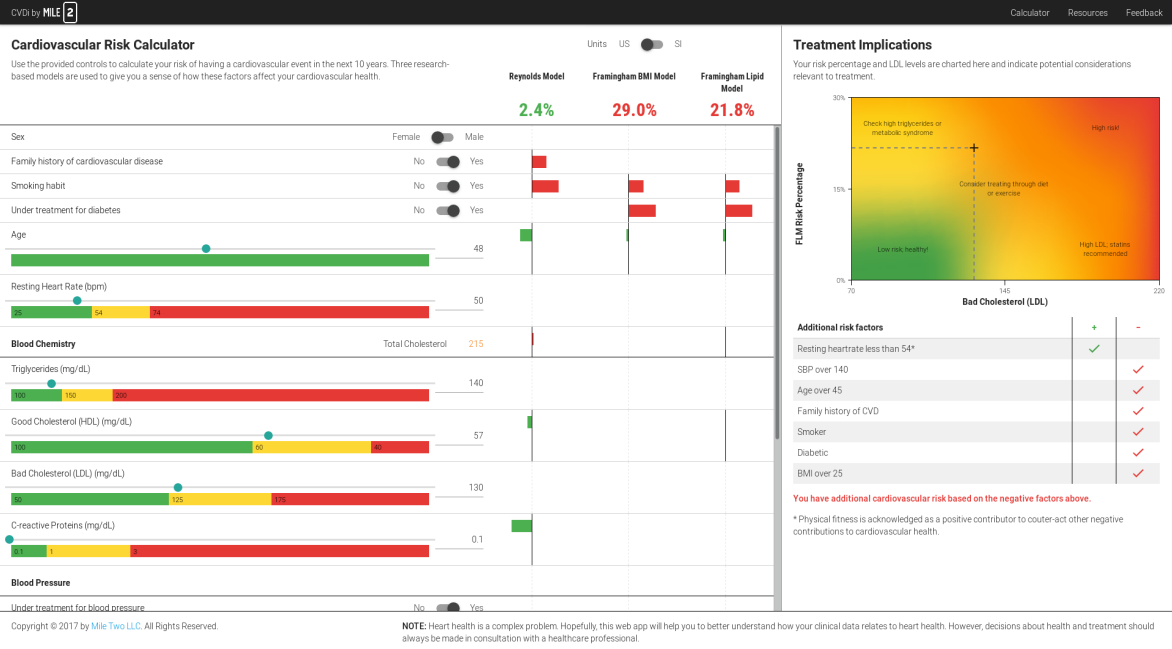 CVDi by MILE 2
Calculator Resources Feedback
Cardiovascular Risk Calculator
Units US SI
Use the provided controls to calculate your risk of having a cardiovascular event in the next 10 years. Three research-
based models are used to give you a sense of how these factors affect your cardiovascular health.
Reynolds Model
Framingham BMI Model
Framingham Lipid
Model
2.4% 29.0% 21.8%
Sex Female Male
Family history of cardiovascular disease No Yes
Smoking habit No Yes
Under treatment for diabetes No Yes
Age
48
Resting Heart Rate (bpm)
50
25 54 74
Blood Chemistry Total Cholesterol 215
Triglycerides (mg/dL)
140
100 150 200
Good Cholesterol (HDL) (mg/dL)
57
100 60 40
Bad Cholesterol (LDL) (mg/dL)
130
50 125 175
C-reactive Proteins (mg/dL)
0.1
0.1 1 3
Blood Pressure
Under treatment for blood pressure No Yes
Treatment Implications
Your risk percentage and LDL levels are charted here and indicate potential considerations
relevant to treatment.
30%
Check high triglycerides or
metabolic syndrome
High risk!
15%
Consider treating through diet
or exercise
FLM Risk Percentage
Low risk: healthy!
High LDL; statins
recommended
0%
70 145 220
Bad Cholesterol (LDL)
Additional risk factors + −
Resting heartrate less than 54*
SBP over 140
Age over 45
Family history of CVD
Smoker
Diabetic
BMI over 25
You have additional cardiovascular risk based on the negative factors above.
* Physical fitness is acknowledged as a positive contributor to couter-act other negative
contributions to cardiovascular health.
Copyright © 2017 by Mile Two LLC. All Rights Reserved.
NOTE: Heart health is a complex problem. Hopefully, this web app will help you to better understand how your clinical data relates to heart health. However, decisions about health and treatment should
always be made in consultation with a healthcare professional.